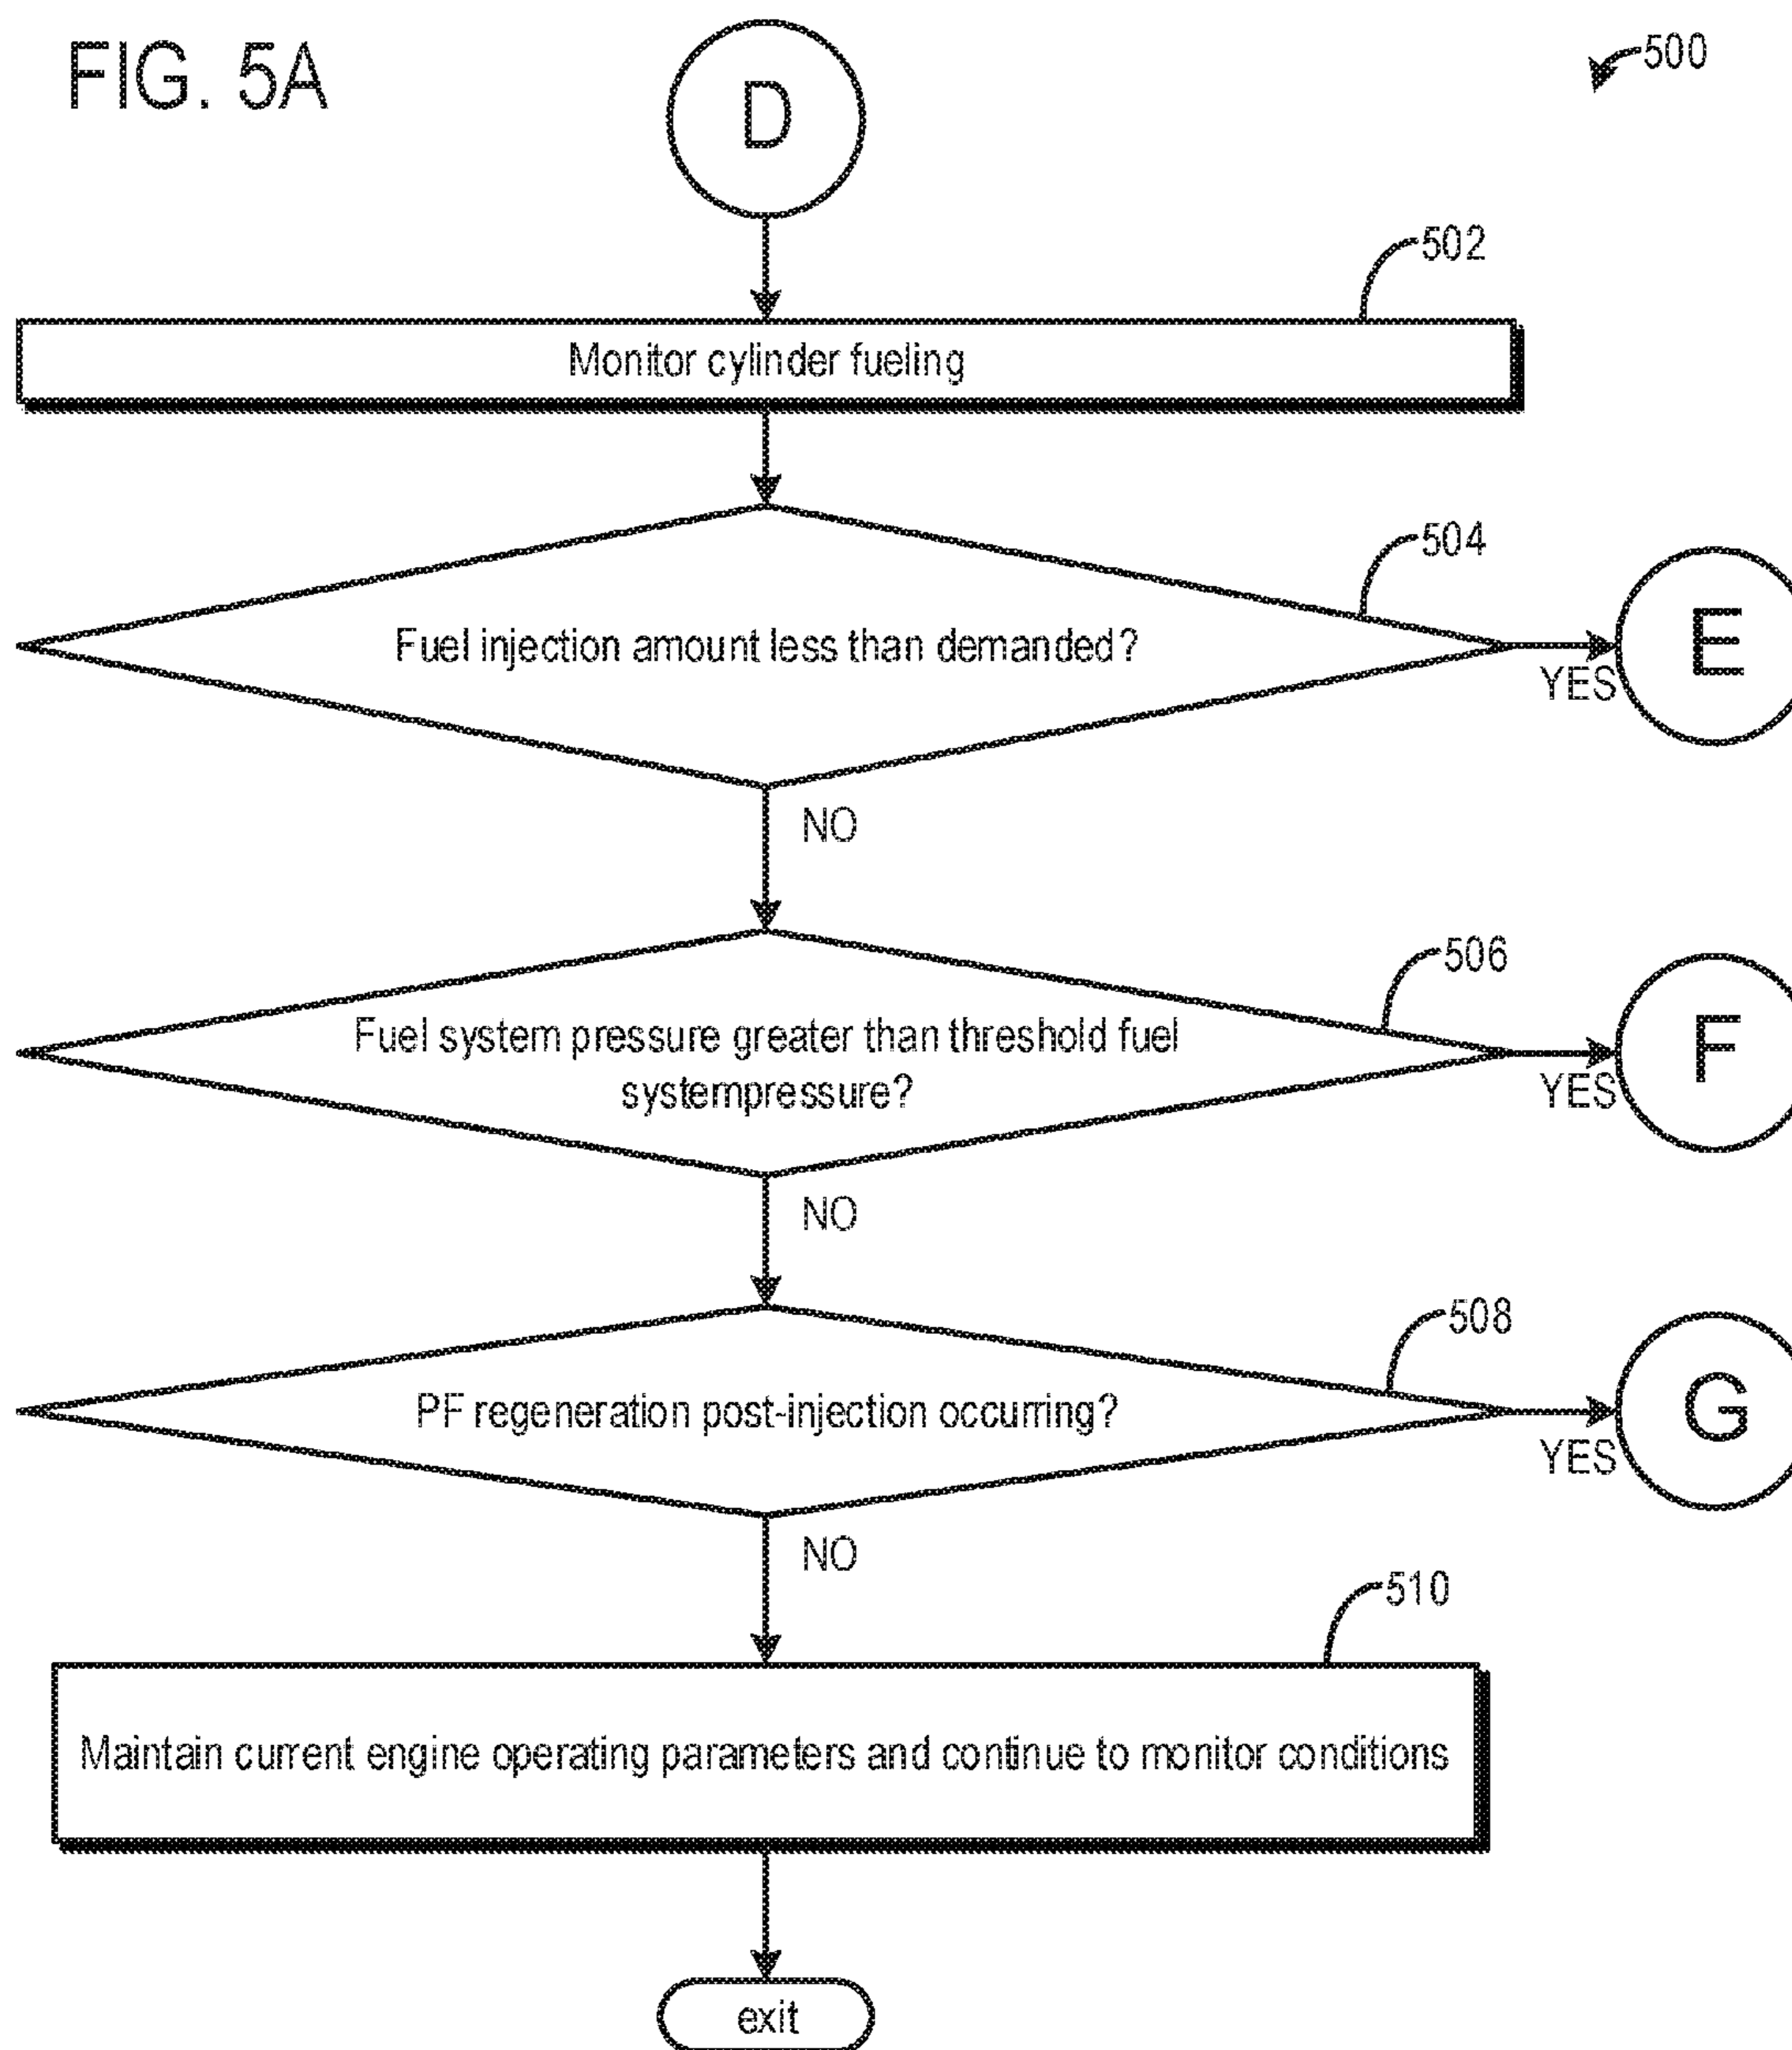 FIG. 5A
D
500
502
Monitor cylinder fueling
504
Fuel injection amount less than demanded?
E
YES
NO
506
Fuel system pressure greater than threshold fuel
systempressure?
F
YES
NO
508
PF regeneration post-injection occurring?
G
YES
NO
510
Maintain current engine operating parameters and continue to monitor conditions
exit